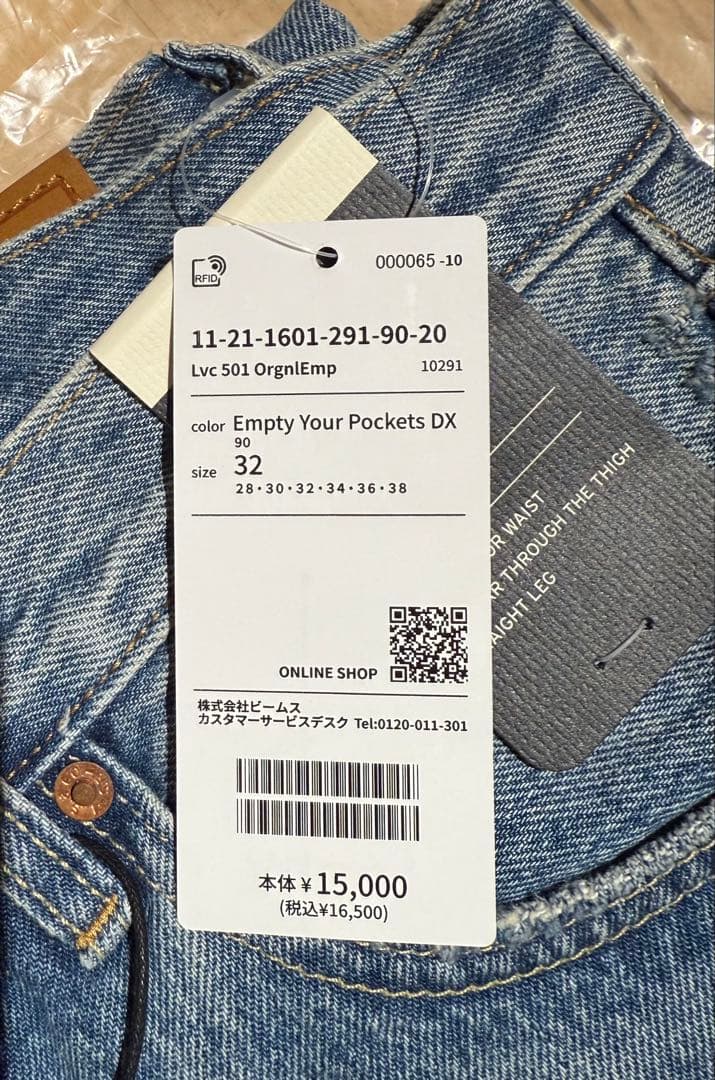 RFID
000065 -10
11-21-1601-291-90-20
Lvc 501 OrgnlEmp 10291
color Empty Your Pockets DX
90
size 32
28・30・32・34・36・38
ONLINE SHOP
株式会社ビームス
カスタマーサービスデスク Tel:0120-011-301
本体 ¥ 15,000
(税込¥16,500)
WAIST
THROUGH THE THIGH
LEG